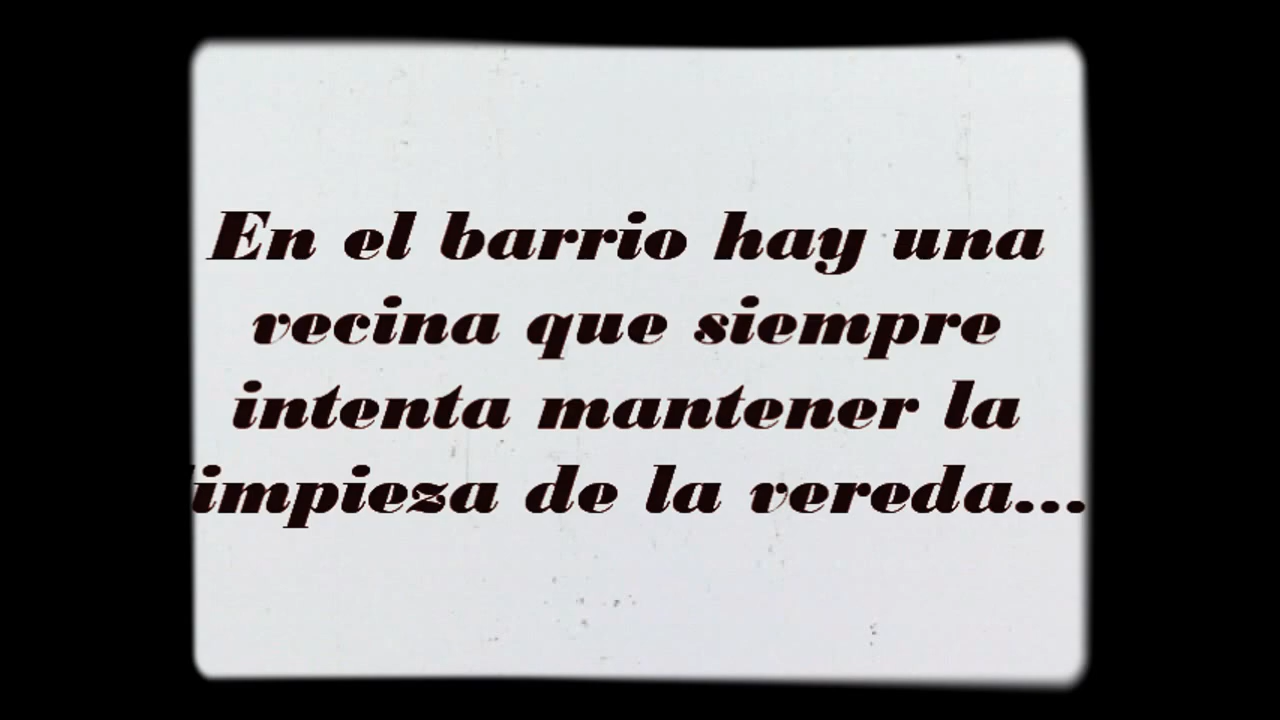 En el barrio hay una
vecina que siempre
intenta mantener la
limpieza de la vereda...